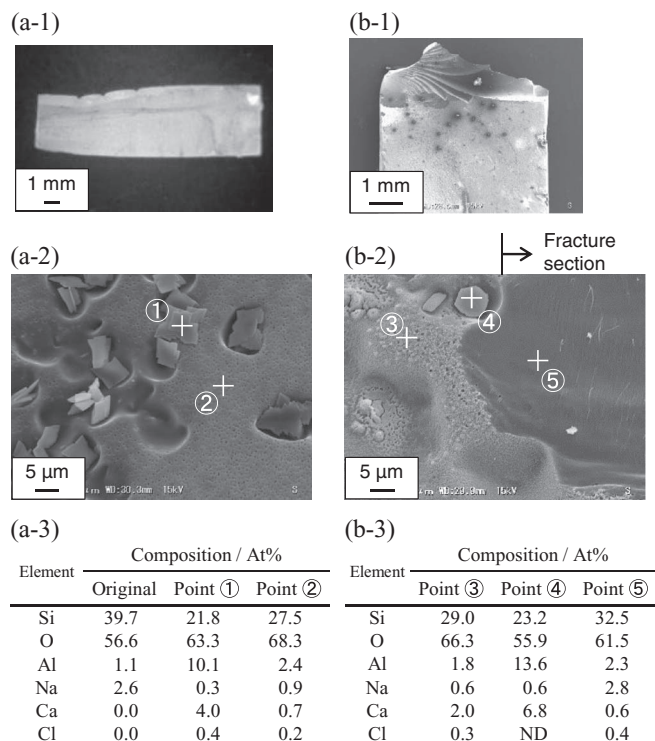 (a-1)
(b-1)
1 mm
1 mm
S
(a-2)
(b-2)
Fracture
section
①
②
③
④
⑤
5 µm
15kV
S
5 µm
15kV
S
(a-3)
(b-3)
Element Composition / At%
Original Point ① Point ②
Si 39.7 21.8 27.5
O 56.6 63.3 68.3
Al 1.1 10.1 2.4
Na 2.6 0.3 0.9
Ca 0.0 4.0 0.7
Cl 0.0 0.4 0.2
Element Composition / At%
Point ③ Point ④ Point ⑤
Si 29.0 23.2 32.5
O 66.3 55.9 61.5
Al 1.8 13.6 2.3
Na 0.6 0.6 2.8
Ca 2.0 6.8 0.6
Cl 0.3 ND 0.4